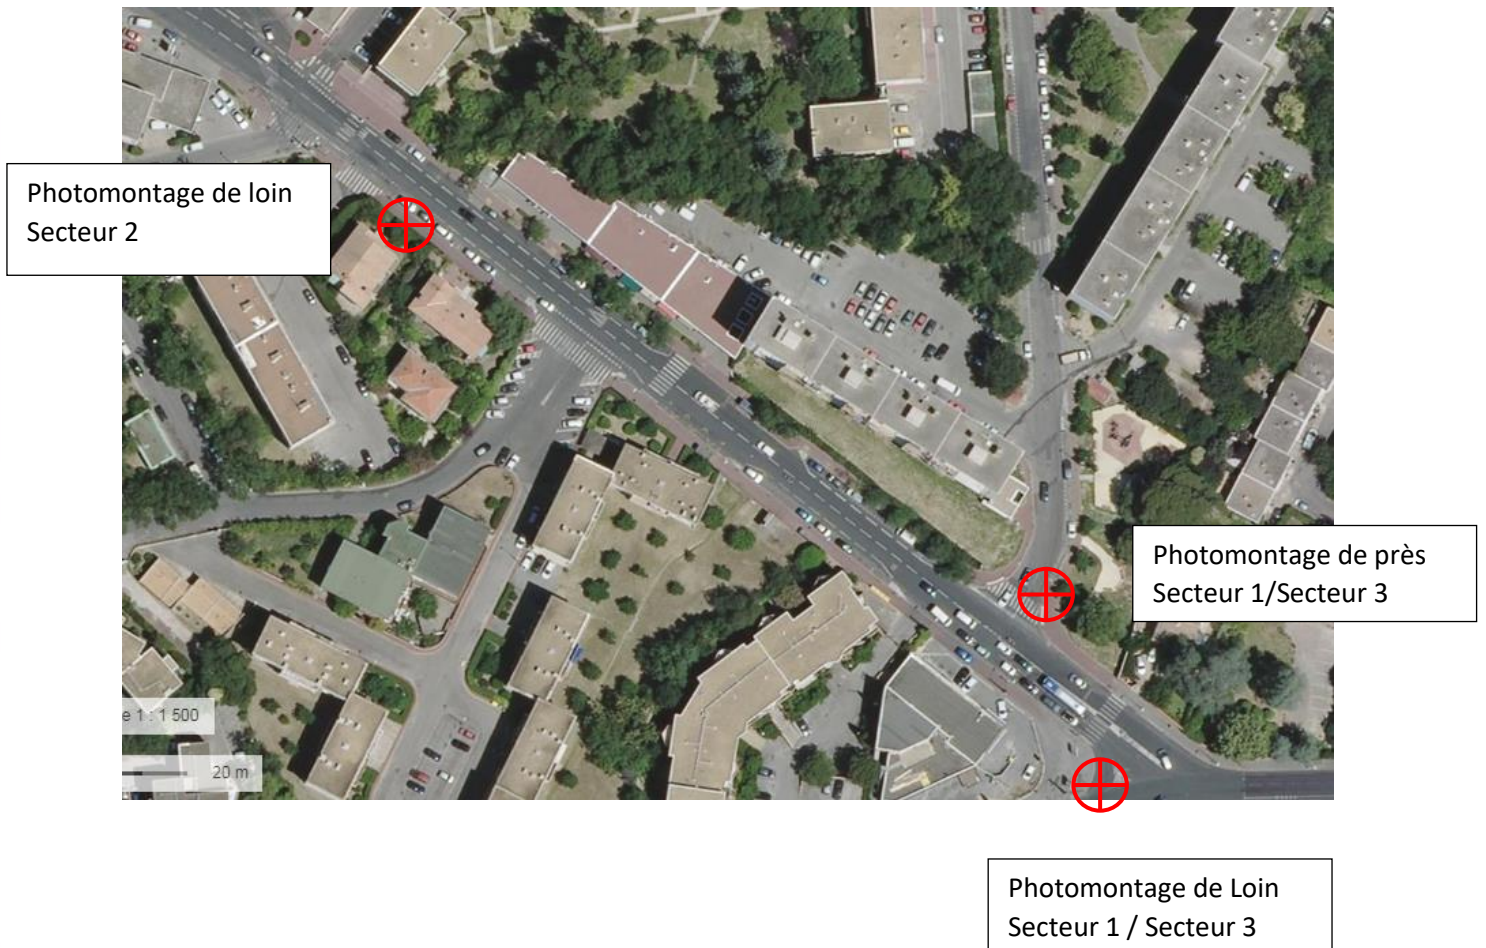 Photomontage de loin
Secteur 2
Photomontage de près
Secteur 1/Secteur 3
e 1 : 1 500
20 m
Photomontage de Loin
Secteur 1 / Secteur 3